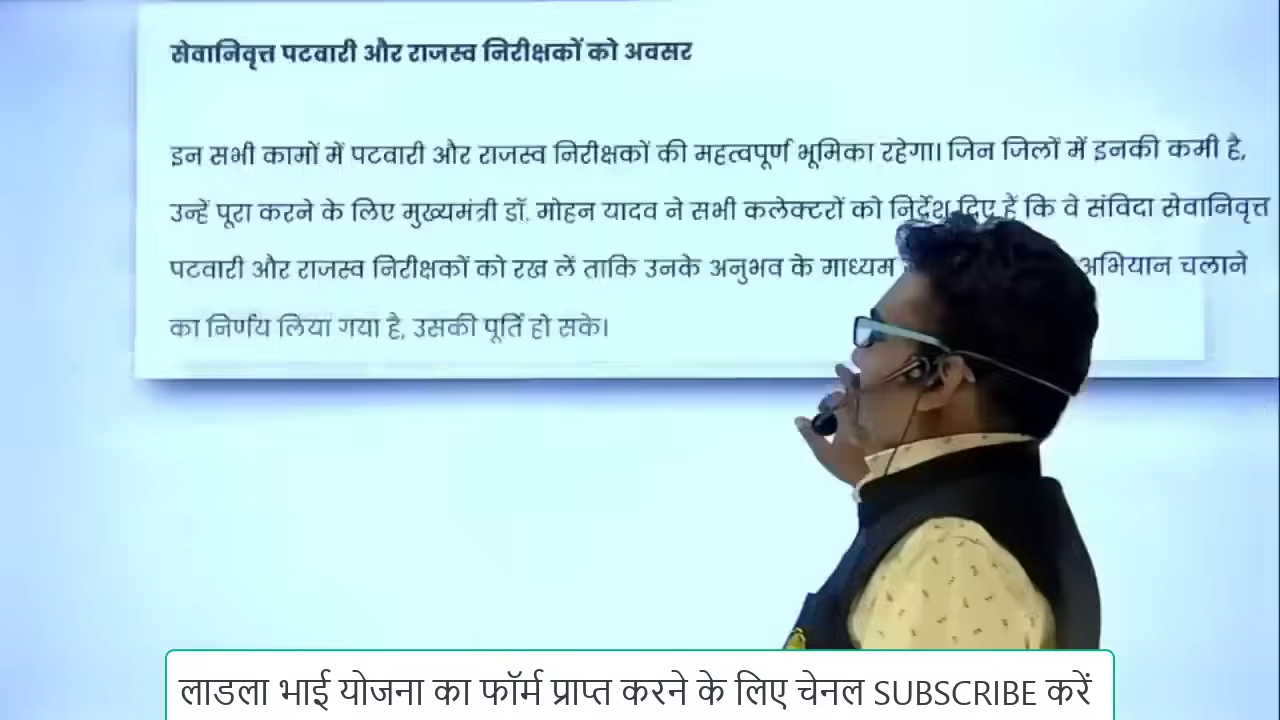 सेवानिवृत्त पटवारी और राजस्व निरीक्षकों को अवसर
इन सभी कामों में पटवारी और राजस्व निरीक्षकों की महत्वपूर्ण भूमिका रहेगा। जिन जिलों में इनकी कमी है,
उन्हें पूरा करने के लिए मुख्यमंत्री डॉ. मोहन यादव ने सभी कलेक्टरों को निर्देश दिए हैं कि वे संविदा सेवानिवृत्त
पटवारी और राजस्व निरीक्षकों को रख लें ताकि उनके अनुभव के माध्यम अभियान चलाने
का निर्णय लिया गया है, उसकी पूर्ति हो सके।
लाडला भाई योजना का फॉर्म प्राप्त करने के लिए चेनल SUBSCRIBE करें